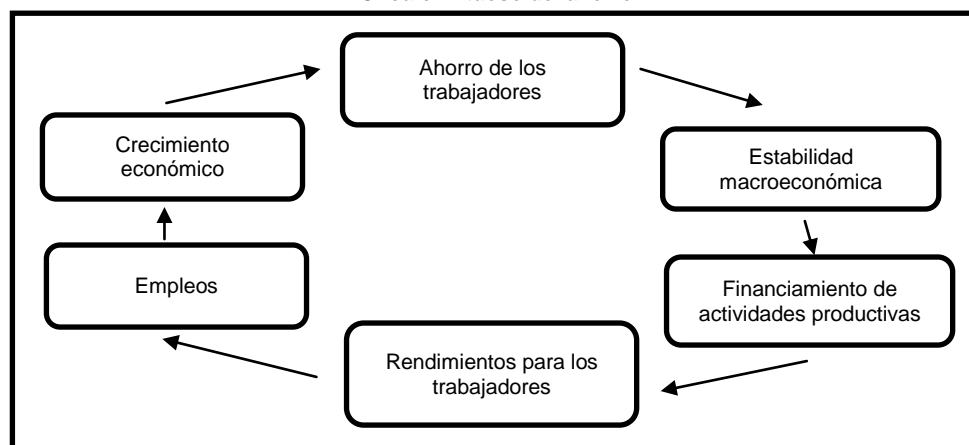 Ahorro de los
trabajadores
Estabilidad
macroeconómica
Financiamiento de
actividades productivas
Rendimientos para los
trabajadores
Empleos
Crecimiento
económico